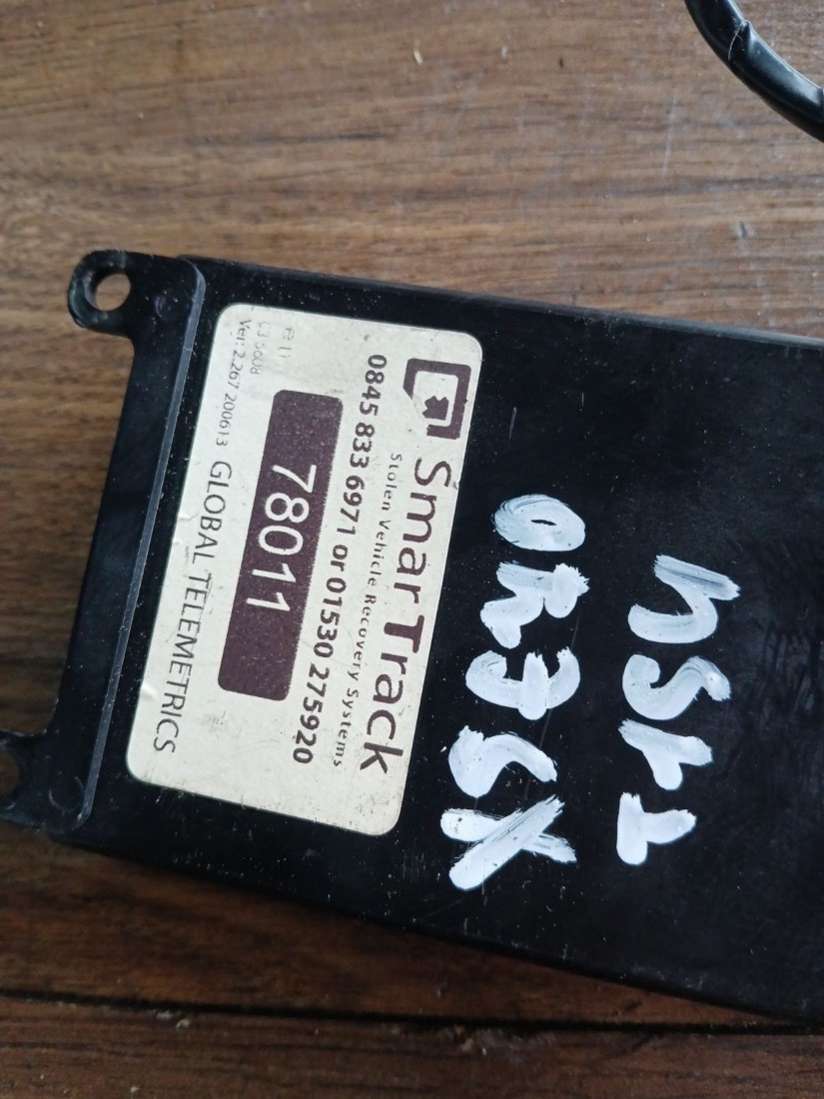 SmarTrack
Stolen Vehicle Recovery Systems
0845 833 6971 or 01530 275920
78011
Ver: 2.267 200613 GLOBAL TELEMETRICS